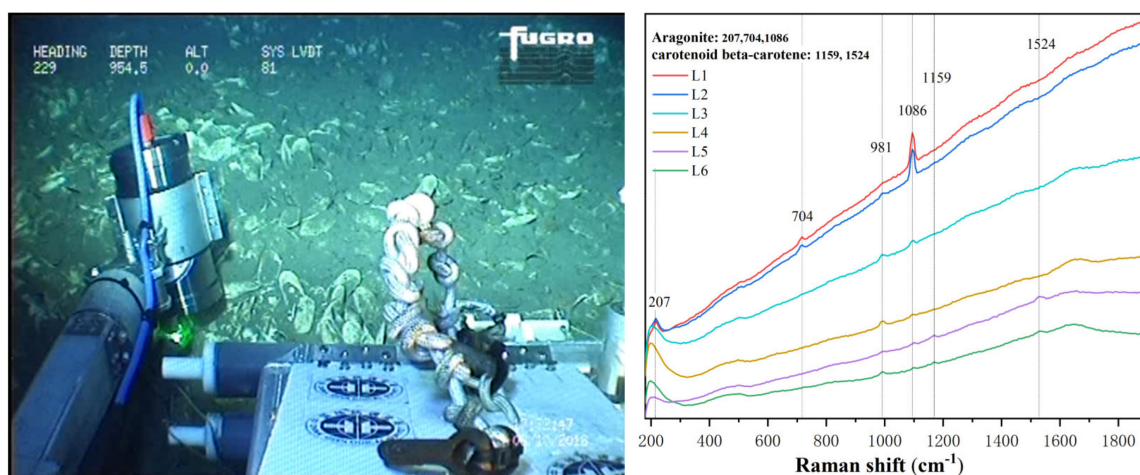 HEADING DEPTH ALT SYS LVDT
229 954.5 0.0 81
FUGRO
Aragonite: 207,704,1086
carotenoid beta-carotene: 1159, 1524
L1
L2
L3
L4
L5
L6
207
704
981
1086
1159
1524
200 400 600 800 1000 1200 1400 1600 1800
Raman shift (cm⁻¹)